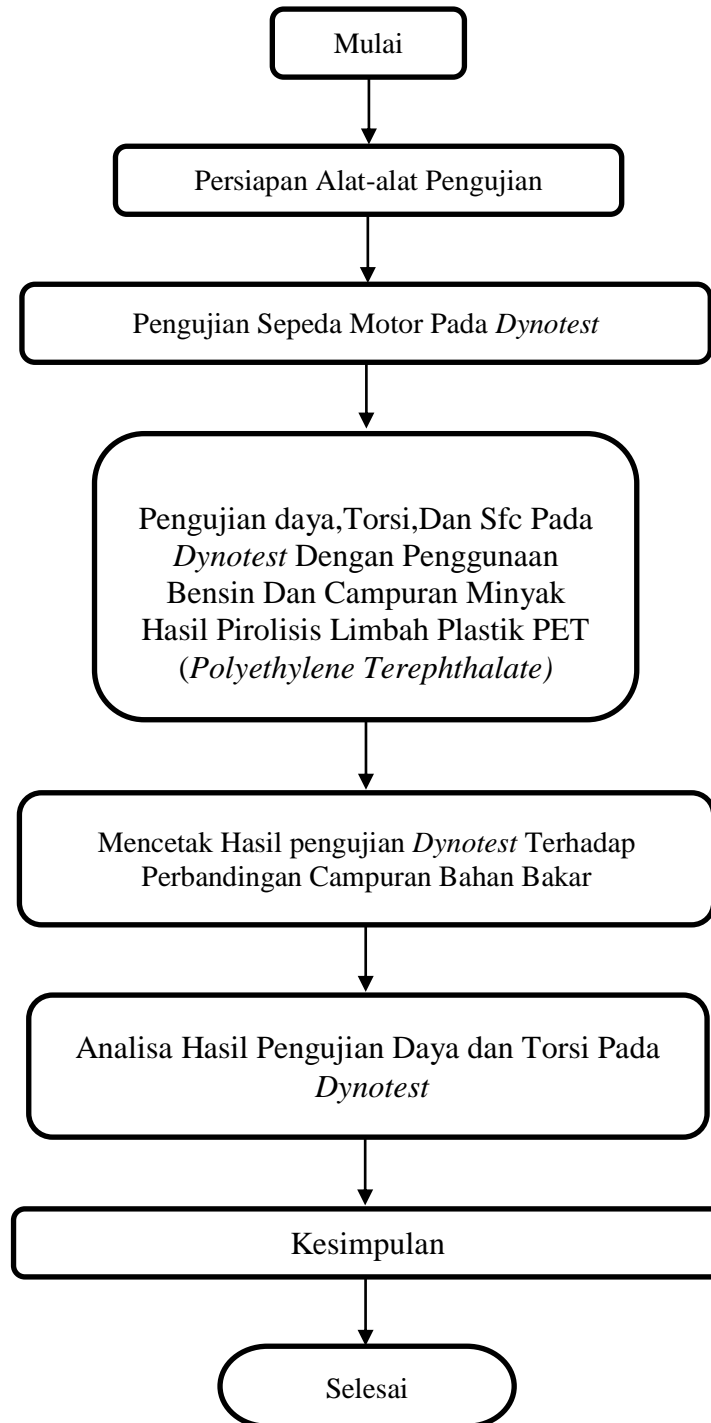 Mulai
Persiapan Alat-alat Pengujian
Pengujian Sepeda Motor Pada Dynotest
Pengujian daya,Torsi,Dan Sfc Pada
Dynotest Dengan Penggunaan
Bensin Dan Campuran Minyak
Hasil Pirolisis Limbah Plastik PET
(Polyethylene Terephthalate)
Mencetak Hasil pengujian Dynotest Terhadap
Perbandingan Campuran Bahan Bakar
Analisa Hasil Pengujian Daya dan Torsi Pada
Dynotest
Kesimpulan
Selesai